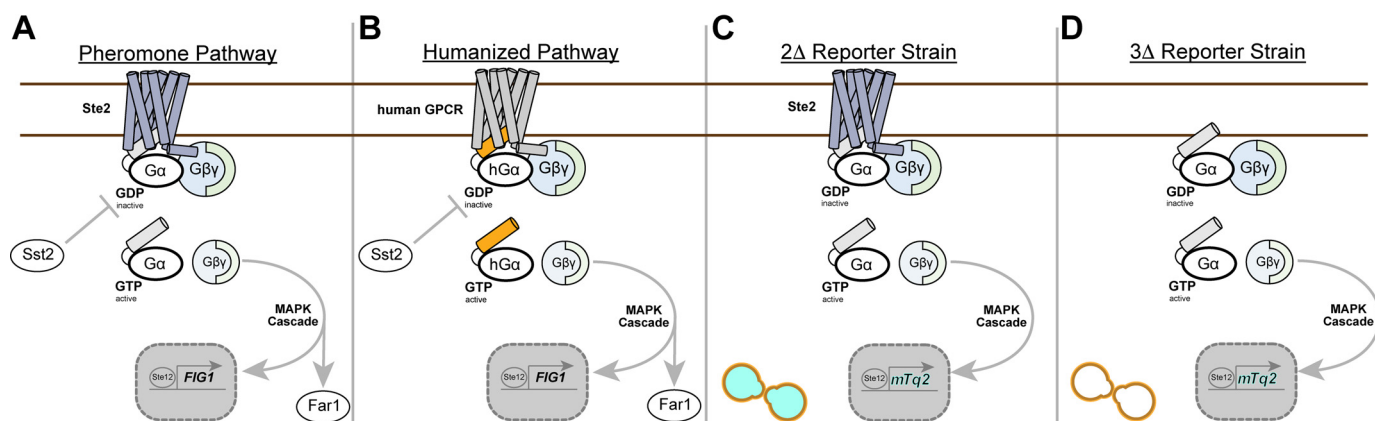 A
Pheromone Pathway
Ste2
Gα
Gβγ
GDP
inactive
Sst2
Gα
Gβγ
GTP
active
MAPK
Cascade
Ste12
FIG1
Far1
B
Humanized Pathway
human GPCR
hGα
Gβγ
GDP
inactive
Sst2
hGα
Gβγ
GTP
active
MAPK
Cascade
Ste12
FIG1
Far1
C
2Δ Reporter Strain
Ste2
Gα
Gβγ
GDP
inactive
Gα
Gβγ
GTP
active
MAPK
Cascade
Ste12
mTq2
D
3Δ Reporter Strain
Gα
Gβγ
GDP
inactive
Gα
Gβγ
GTP
active
MAPK
Cascade
Ste12
mTq2